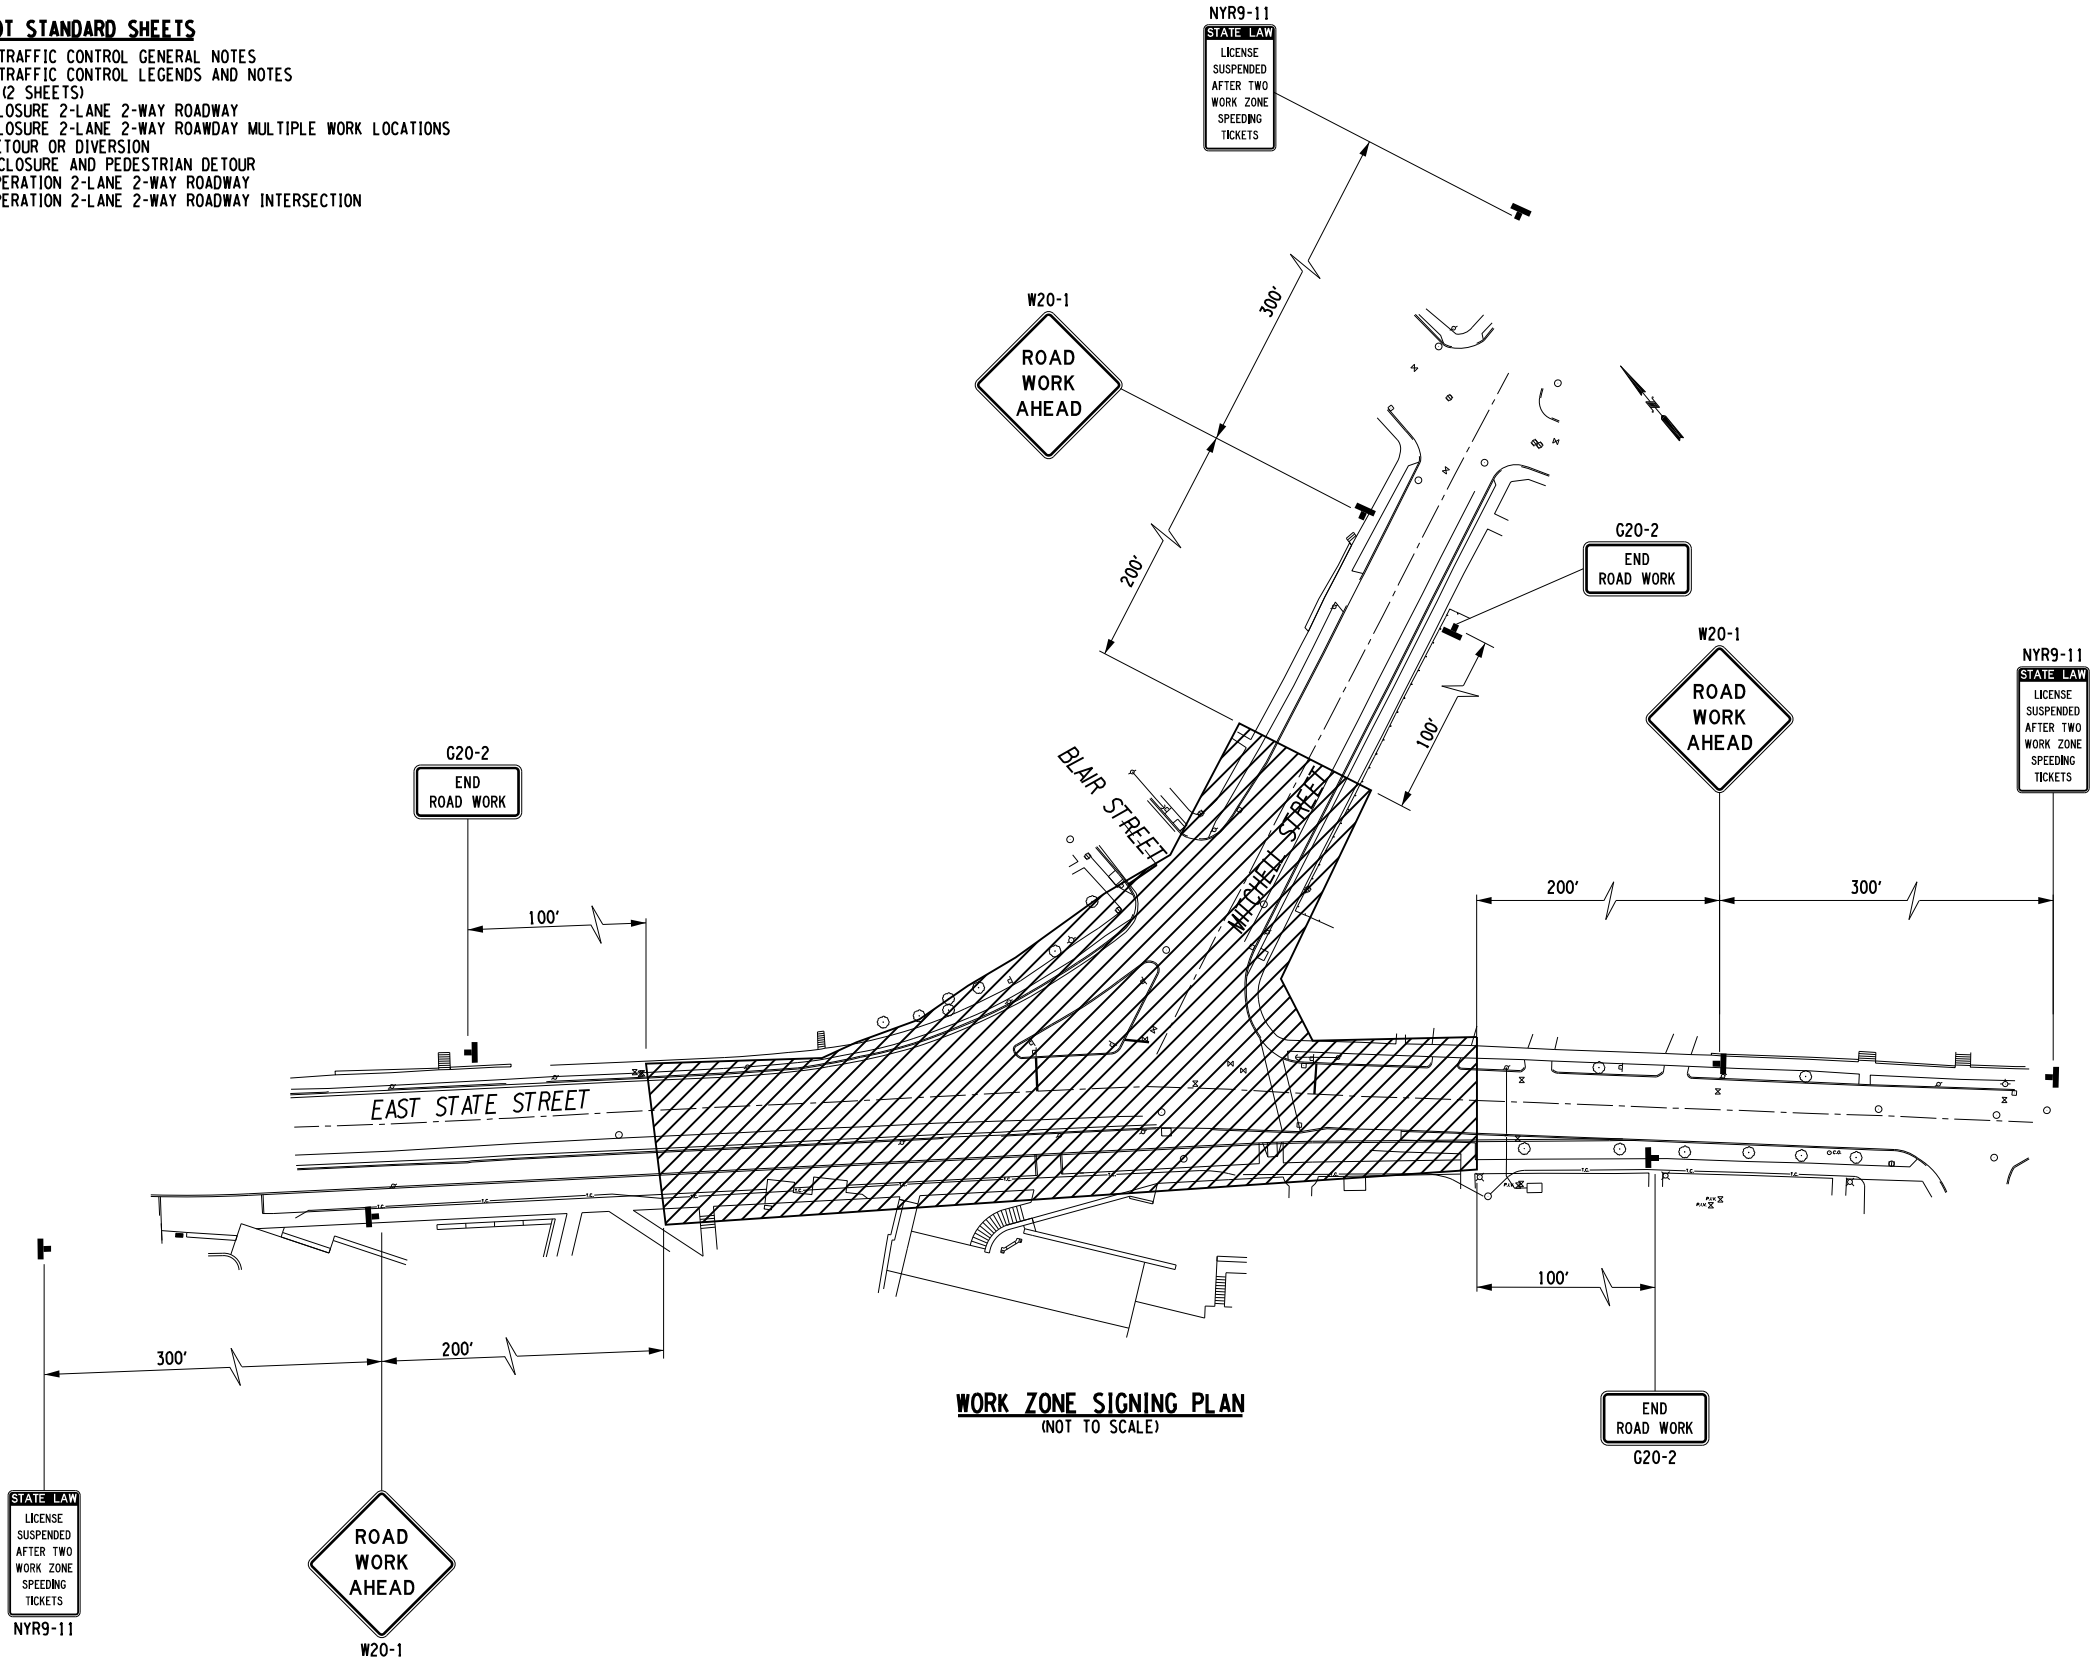 OT STANDARD SHEETS
TRAFFIC CONTROL GENERAL NOTES
TRAFFIC CONTROL LEGENDS AND NOTES
(2 SHEETS)
LOSURE 2-LANE 2-WAY ROADWAY
LOSURE 2-LANE 2-WAY ROAWDAY MULTIPLE WORK LOCATIONS
ETOUR OR DIVERSION
CLOSURE AND PEDESTRIAN DETOUR
PERATION 2-LANE 2-WAY ROADWAY
PERATION 2-LANE 2-WAY ROADWAY INTERSECTION
NYR9-11
STATE LAW
LICENSE
SUSPENDED
AFTER TWO
WORK ZONE
SPEEDING
TICKETS
300'
W20-1
ROAD
WORK
AHEAD
200'
N
G20-2
END
ROAD WORK
100'
W20-1
ROAD
WORK
AHEAD
NYR9-11
STATE LAW
LICENSE
SUSPENDED
AFTER TWO
WORK ZONE
SPEEDING
TICKETS
G20-2
END
ROAD WORK
BLAIR STREET
MITCHELL STREET
200'
300'
100'
EAST STATE STREET
100'
300'
200'
WORK ZONE SIGNING PLAN
(NOT TO SCALE)
END
ROAD WORK
G20-2
STATE LAW
LICENSE
SUSPENDED
AFTER TWO
WORK ZONE
SPEEDING
TICKETS
NYR9-11
ROAD
WORK
AHEAD
W20-1